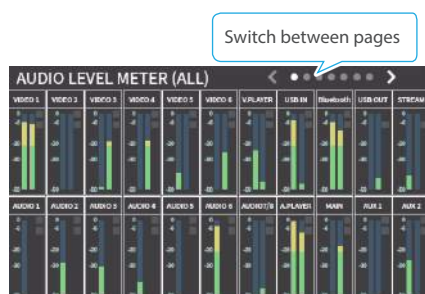 Switch between pages
AUDIO LEVEL METER (ALL)
VIDEO 1 VIDEO 2 VIDEO 3 VIDEO 4 VIDEO 5 VIDEO 6 V.PLAYER USB IN Bluetooth USB OUT STREAM
AUDIO 1 AUDIO 2 AUDIO 3 AUDIO 4 AUDIO 5 AUDIO 6 AUDIO7/8 A.PLAYER MAIN AUX 1 AUX 2